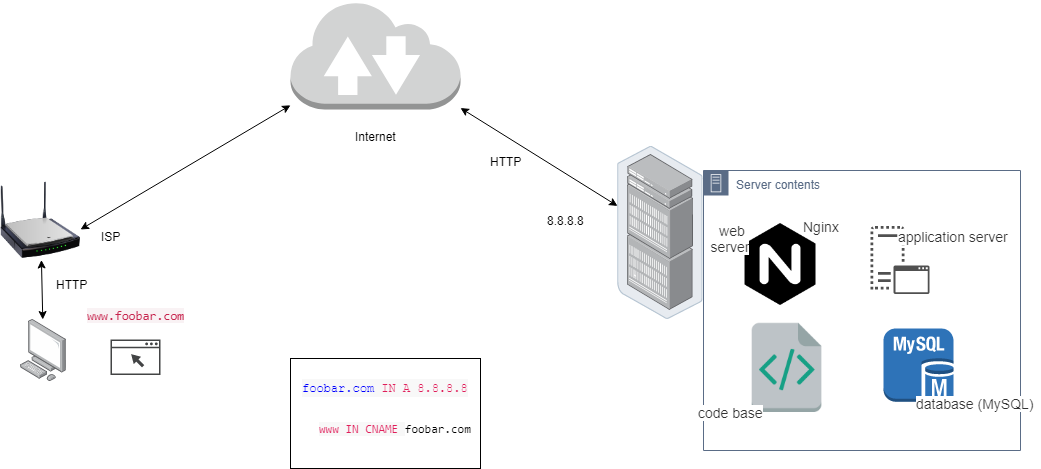 Internet
HTTP
8.8.8.8
ISP
HTTP
www.foobar.com
foobar.com IN A 8.8.8.8
www IN CNAME foobar.com
Server contents
web
server
N
Nginx
application server
</>
code base
MySQL
M
database (MySQL)